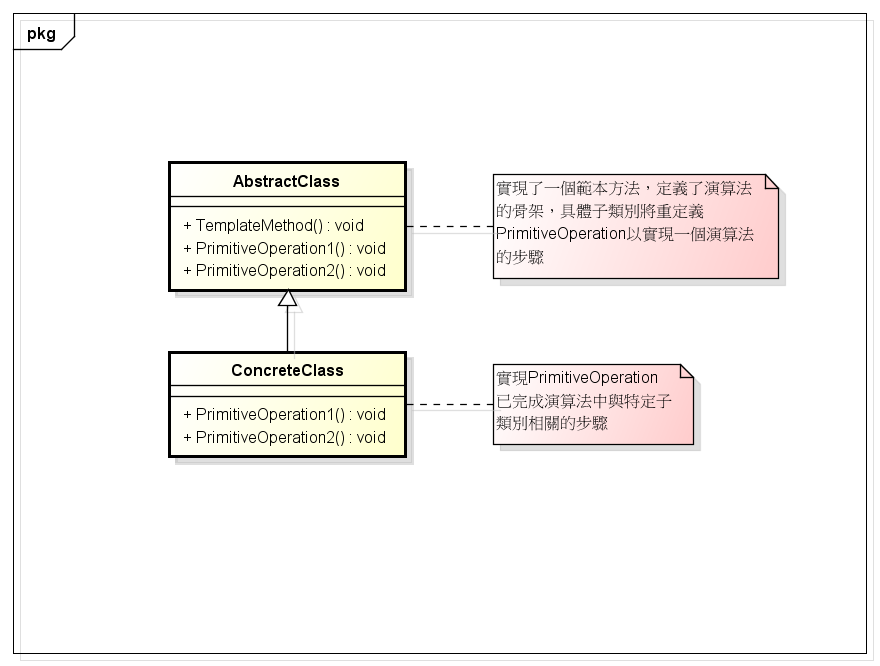 pkg
AbstractClass
+ TemplateMethod() : void
+ PrimitiveOperation1() : void
+ PrimitiveOperation2() : void
實現了一個範本方法，定義了演算法
的骨架，具體子類別將重定義
PrimitiveOperation以實現一個演算法
的步驟
ConcreteClass
+ PrimitiveOperation1() : void
+ PrimitiveOperation2() : void
實現PrimitiveOperation
已完成演算法中與特定子
類別相關的步驟